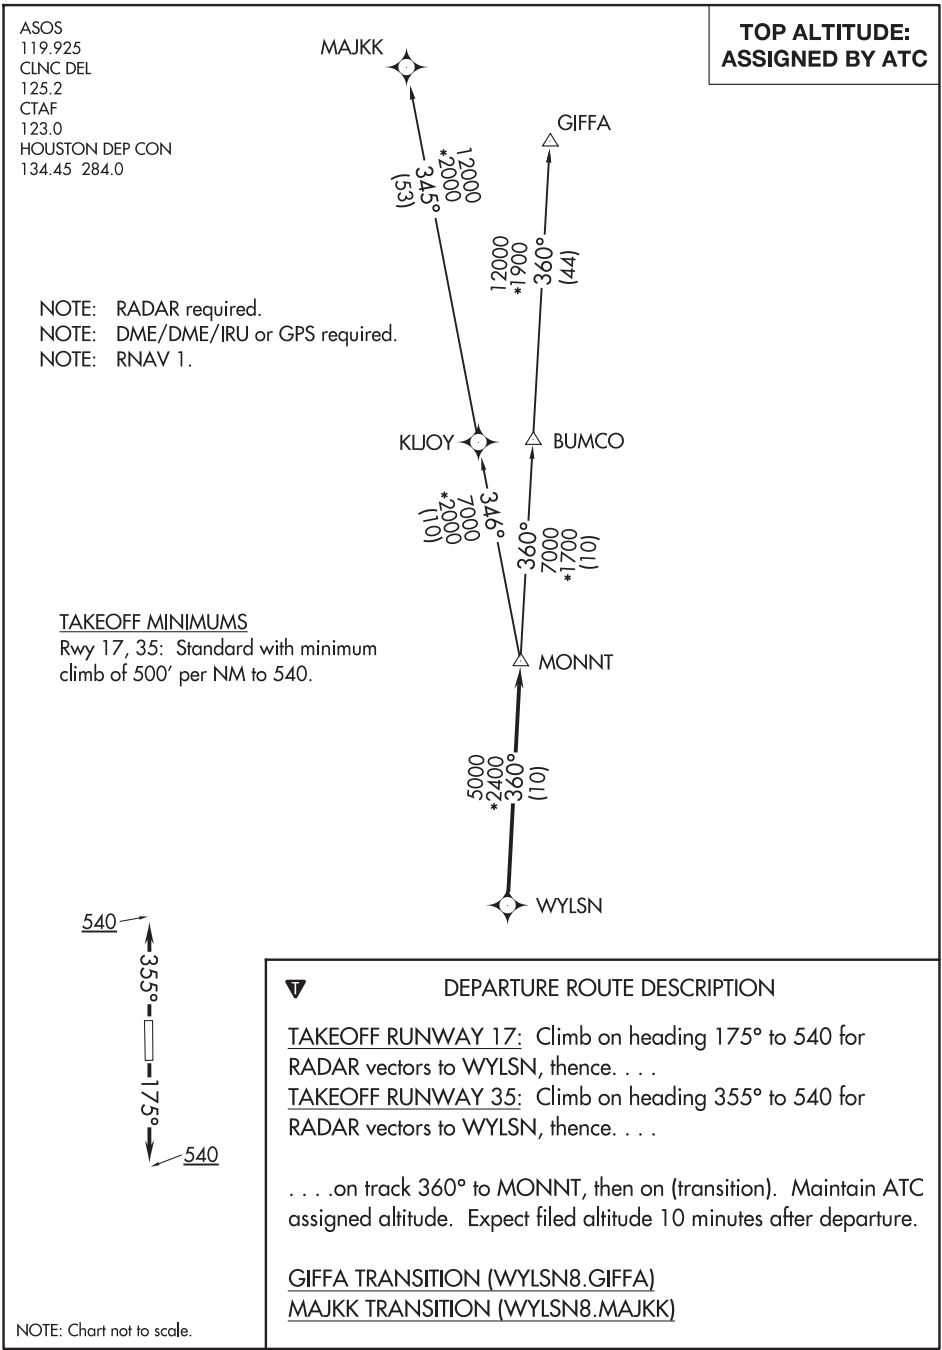 ASOS
119.925
CLNC DEL
125.2
CTAF
123.0
HOUSTON DEP CON
134.45 284.0
TOP ALTITUDE:
ASSIGNED BY ATC
MAJKK
GIFFA
12000
*2000
345°
(53)
12000
*1900
360°
(44)
NOTE: RADAR required.
NOTE: DME/DME/IRU or GPS required.
NOTE: RNAV 1.
KLJOY
BUMCO
346°
7000
*2000
(10)
360°
7000
*1700
(10)
TAKEOFF MINIMUMS
Rwy 17, 35: Standard with minimum
climb of 500' per NM to 540.
MONNT
5000
*2400
360°
(10)
WYLSN
540
355°
175°
540
T
DEPARTURE ROUTE DESCRIPTION
TAKEOFF RUNWAY 17: Climb on heading 175° to 540 for
RADAR vectors to WYLSN, thence. . . .
TAKEOFF RUNWAY 35: Climb on heading 355° to 540 for
RADAR vectors to WYLSN, thence. . . .
. . . .on track 360° to MONNT, then on (transition). Maintain ATC
assigned altitude. Expect filed altitude 10 minutes after departure.
GIFFA TRANSITION (WYLSN8.GIFFA)
MAJKK TRANSITION (WYLSN8.MAJKK)
NOTE: Chart not to scale.